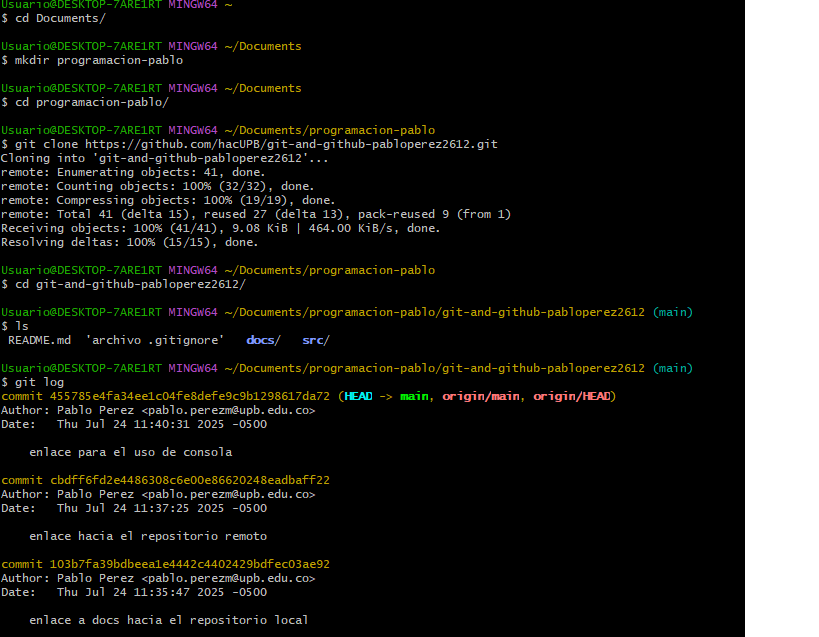 Usuario@DESKTOP-7ARE1RT MINGW64 ~
$ cd Documents/
Usuario@DESKTOP-7ARE1RT MINGW64 ~/Documents
$ mkdir programacion-pablo
Usuario@DESKTOP-7ARE1RT MINGW64 ~/Documents
$ cd programacion-pablo/
Usuario@DESKTOP-7ARE1RT MINGW64 ~/Documents/programacion-pablo
$ git clone https://github.com/hacUPB/git-and-github-pabloperez2612.git
Cloning into 'git-and-github-pabloperez2612'...
remote: Enumerating objects: 41, done.
remote: Counting objects: 100% (32/32), done.
remote: Compressing objects: 100% (19/19), done.
remote: Total 41 (delta 15), reused 27 (delta 13), pack-reused 9 (from 1)
Receiving objects: 100% (41/41), 9.08 KiB | 464.00 KiB/s, done.
Resolving deltas: 100% (15/15), done.
Usuario@DESKTOP-7ARE1RT MINGW64 ~/Documents/programacion-pablo
$ cd git-and-github-pabloperez2612/
Usuario@DESKTOP-7ARE1RT MINGW64 ~/Documents/programacion-pablo/git-and-github-pabloperez2612 (main)
$ ls
README.md 'archivo .gitignore' docs/ src/
Usuario@DESKTOP-7ARE1RT MINGW64 ~/Documents/programacion-pablo/git-and-github-pabloperez2612 (main)
$ git log
commit 455785e4fa34ee1c04fe8defe9c9b1298617da72 (HEAD -> main, origin/main, origin/HEAD)
Author: Pablo Perez <pablo.perezm@upb.edu.co>
Date: Thu Jul 24 11:40:31 2025 -0500
enlace para el uso de consola
commit cbdff6fd2e4486308c6e00e86620248eadbaff22
Author: Pablo Perez <pablo.perezm@upb.edu.co>
Date: Thu Jul 24 11:37:25 2025 -0500
enlace hacia el repositorio remoto
commit 103b7fa39bdbeea1e4442c4402429bdfec03ae92
Author: Pablo Perez <pablo.perezm@upb.edu.co>
Date: Thu Jul 24 11:35:47 2025 -0500
enlace a docs hacia el repositorio local